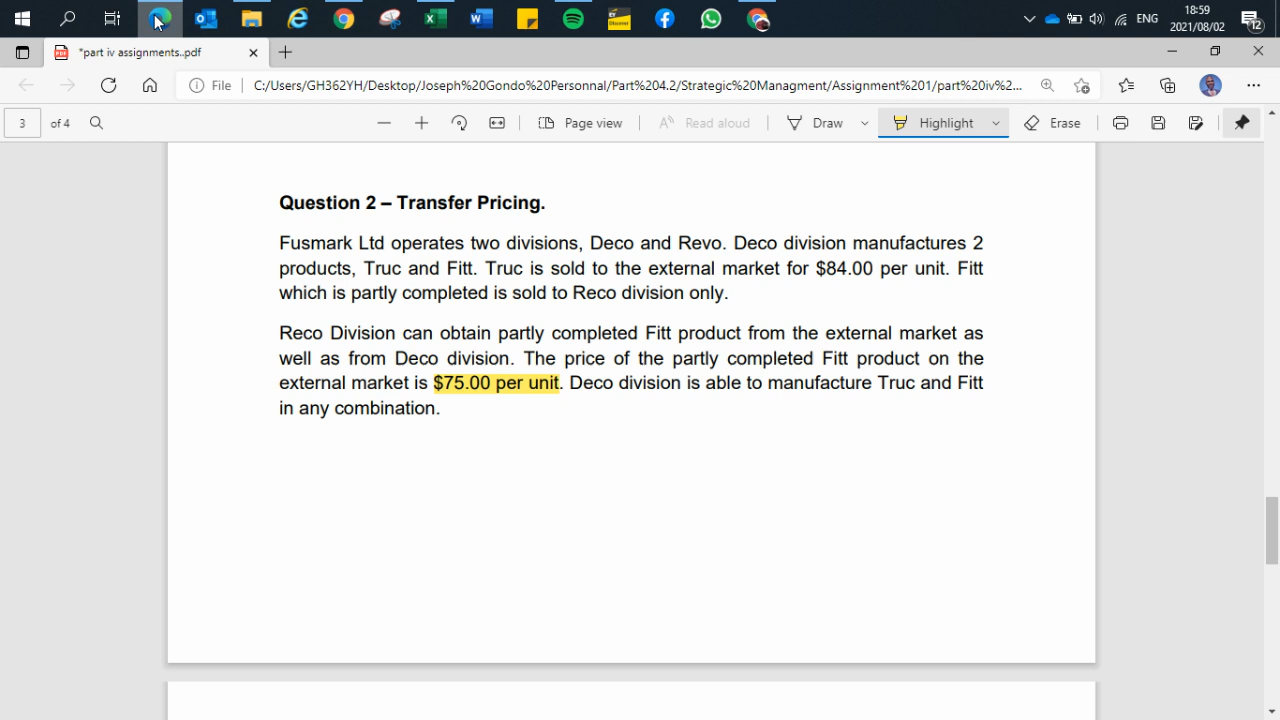 18:59
ENG
2021/08/02
12
*part iv assignments..pdf
File
C:/Users/GH362YH/Desktop/Joseph%20Gondo%20Personnal/Part%204.2/Strategic%20Managment/Assignment%201/part%20iv%2...
3 of 4
Page view
Read aloud
Draw
Highlight
Erase
Question 2 – Transfer Pricing.
Fusmark Ltd operates two divisions, Deco and Revo. Deco division manufactures 2
products, Truc and Fitt. Truc is sold to the external market for $84.00 per unit. Fitt
which is partly completed is sold to Reco division only.
Reco Division can obtain partly completed Fitt product from the external market as
well as from Deco division. The price of the partly completed Fitt product on the
external market is $75.00 per unit. Deco division is able to manufacture Truc and Fitt
in any combination.